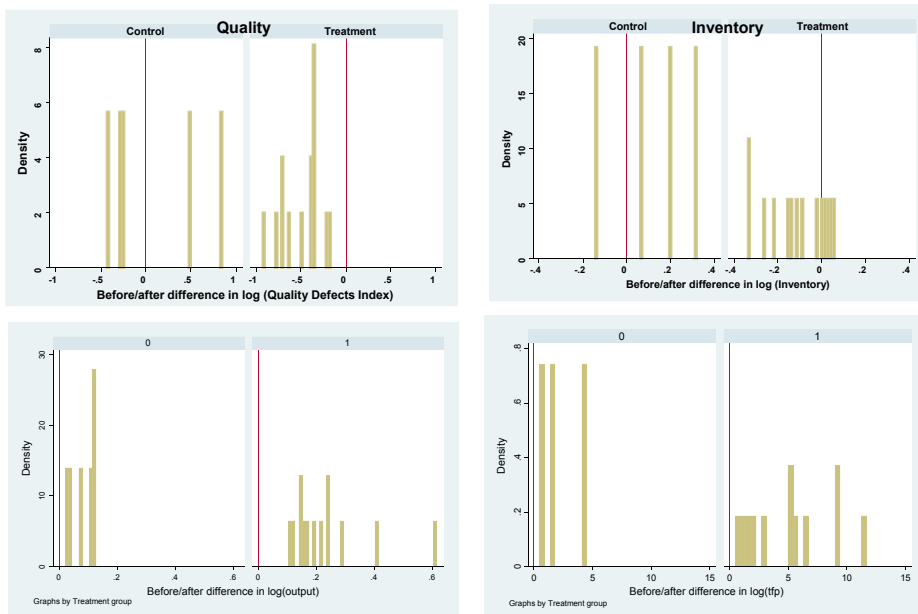 Quality
Control Treatment
Density
0 2 4 6 8
-1 -.5 0 .5 1 -1 -.5 0 .5 1
Before/after difference in log (Quality Defects Index)
Inventory
Control Treatment
Density
0 5 10 15 20
-.4 -.2 0 .2 .4 -.4 -.2 0 .2 .4
Before/after difference in log (Inventory)
0 1
Density
0 10 20 30
0 .2 .4 .6 0 .2 .4 .6
Before/after difference in log(output)
Graphs by Treatment group
0 1
Density
0 .2 .4 .6 .8
0 5 10 15 0 5 10 15
Before/after difference in log(tfp)
Graphs by Treatment group